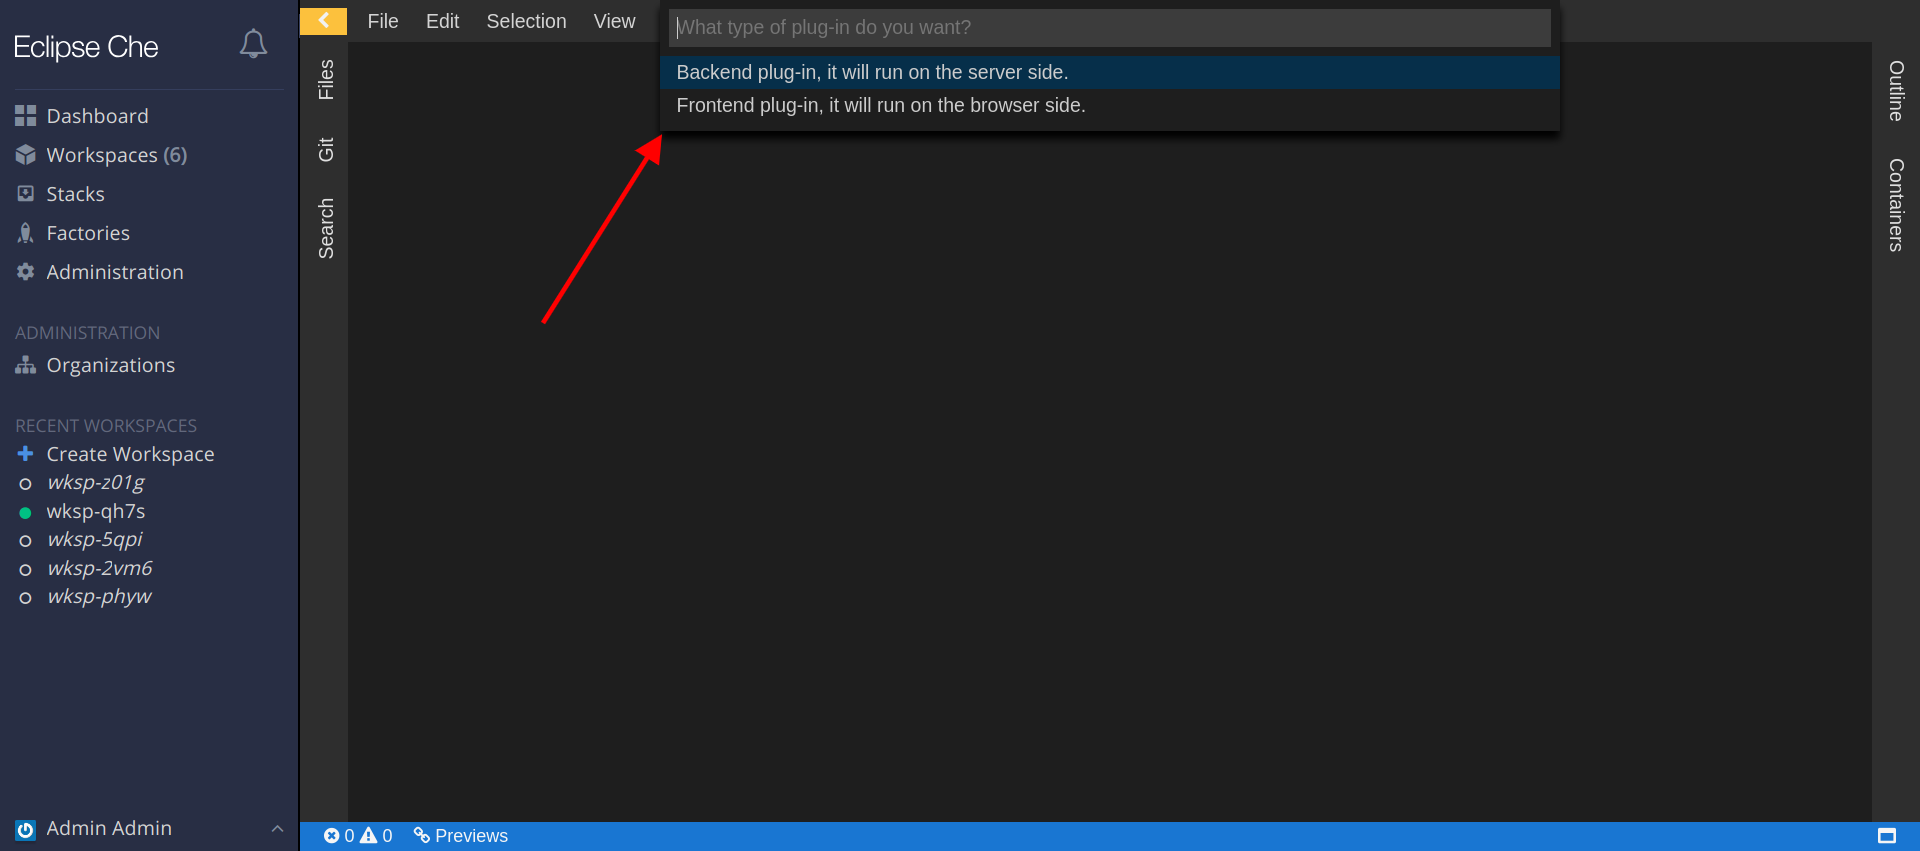 Eclipse Che
Dashboard
Workspaces (6)
Stacks
Factories
Administration
ADMINISTRATION
Organizations
RECENT WORKSPACES
Create Workspace
wksp-z01g
wksp-qh7s
wksp-5qpi
wksp-2vm6
wksp-phyw
Admin Admin
File Edit Selection View
What type of plug-in do you want?
Backend plug-in, it will run on the server side.
Frontend plug-in, it will run on the browser side.
Files
Git
Search
Outline
Containers
0 0 Previews